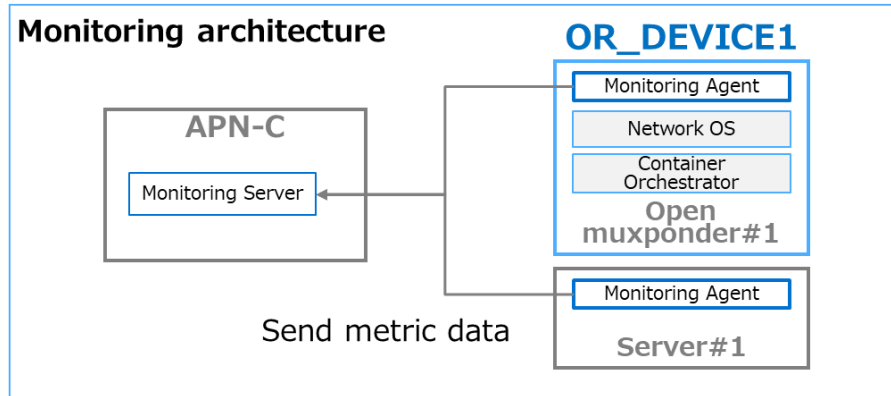 Monitoring architecture
OR_DEVICE1
APN-C
Monitoring Server
Monitoring Agent
Network OS
Container
Orchestrator
Open
muxponder#1
Monitoring Agent
Server#1
Send metric data